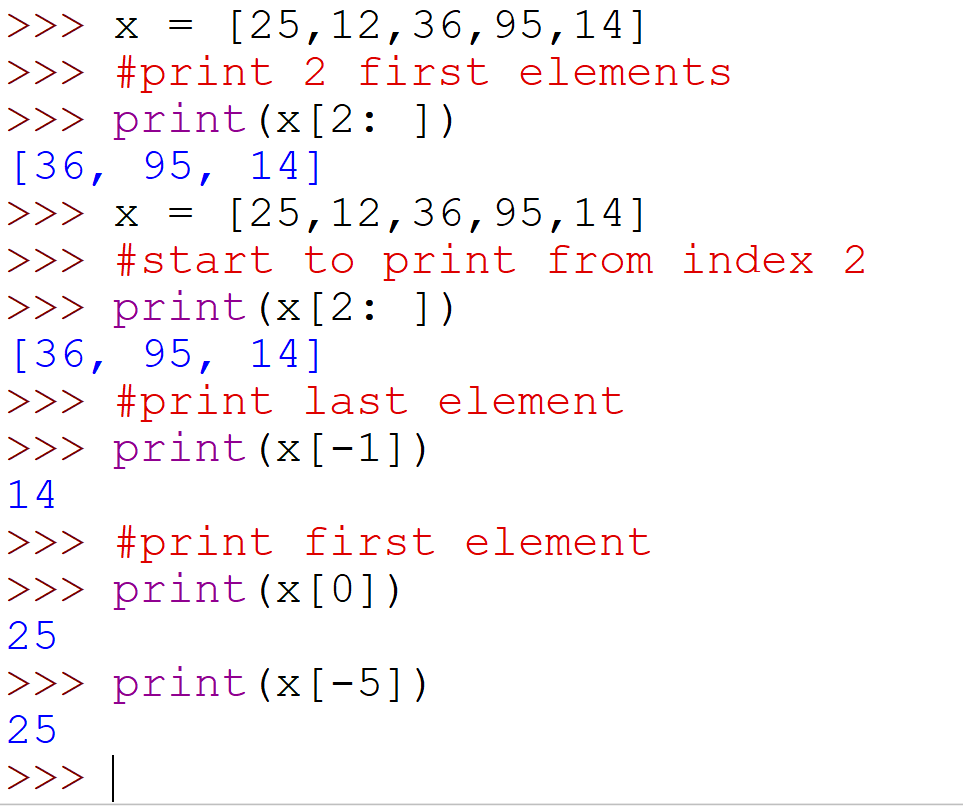 >>> x = [25,12,36,95,14]
>>> #print 2 first elements
>>> print(x[2: ])
[36, 95, 14]
>>> x = [25,12,36,95,14]
>>> #start to print from index 2
>>> print(x[2: ])
[36, 95, 14]
>>> #print last element
>>> print(x[-1])
14
>>> #print first element
>>> print(x[0])
25
>>> print(x[-5])
25
>>>